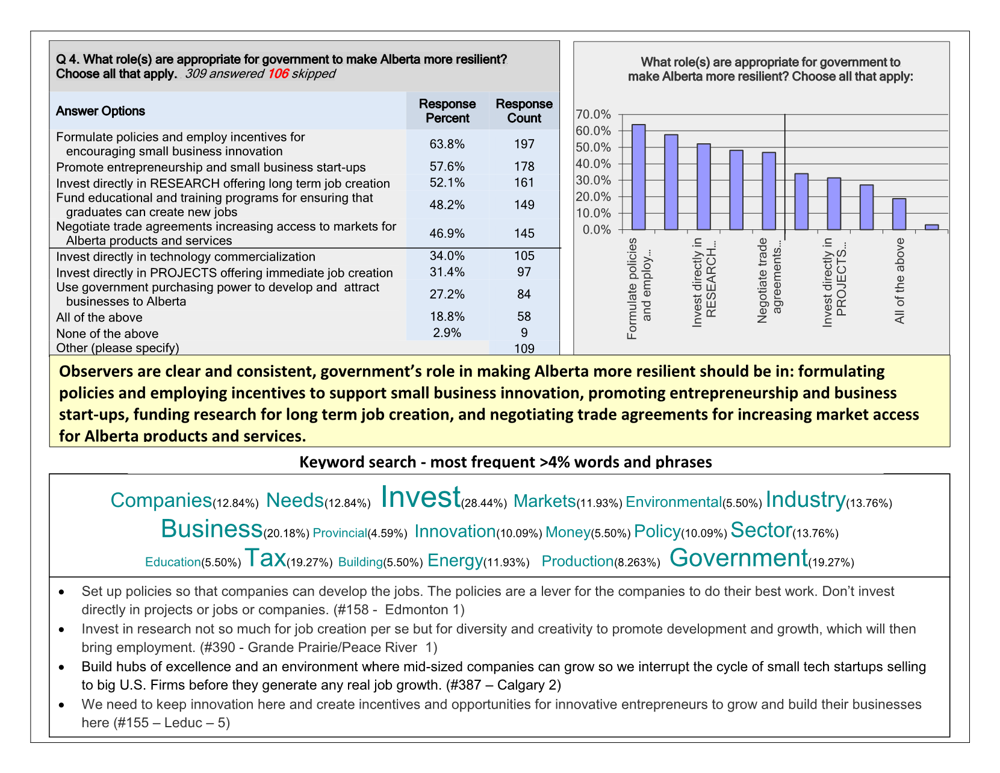 Q 4. What role(s) are appropriate for government to make Alberta more resilient?
Choose all that apply. 309 answered 106 skipped
Answer Options
Response Percent
Response Count
Formulate policies and employ incentives for
encouraging small business innovation
63.8% 197
Promote entrepreneurship and small business start-ups 57.6% 178
Invest directly in RESEARCH offering long term job creation 52.1% 161
Fund educational and training programs for ensuring that
graduates can create new jobs
48.2% 149
Negotiate trade agreements increasing access to markets for
Alberta products and services
46.9% 145
Invest directly in technology commercialization 34.0% 105
Invest directly in PROJECTS offering immediate job creation 31.4% 97
Use government purchasing power to develop and attract
businesses to Alberta
27.2% 84
All of the above 18.8% 58
None of the above 2.9% 9
Other (please specify) 109
What role(s) are appropriate for government to
make Alberta more resilient? Choose all that apply:
70.0%
60.0%
50.0%
40.0%
30.0%
20.0%
10.0%
0.0%
Formulate policies
and employ...
Invest directly in
RESEARCH...
Negotiate trade
agreements...
Invest directly in
PROJECTS...
All of the above
Observers are clear and consistent, government’s role in making Alberta more resilient should be in: formulating
policies and employing incentives to support small business innovation, promoting entrepreneurship and business
start-ups, funding research for long term job creation, and negotiating trade agreements for increasing market access
for Alberta products and services.
Keyword search - most frequent >4% words and phrases
Companies(12.84%) Needs(12.84%) Invest(28.44%) Markets(11.93%) Environmental(5.50%) Industry(13.76%)
Business(20.18%) Provincial(4.59%) Innovation(10.09%) Money(5.50%) Policy(10.09%) Sector(13.76%)
Education(5.50%) Tax(19.27%) Building(5.50%) Energy(11.93%) Production(8.263%) Government(19.27%)
• Set up policies so that companies can develop the jobs. The policies are a lever for the companies to do their best work. Don’t invest
directly in projects or jobs or companies. (#158 - Edmonton 1)
• Invest in research not so much for job creation per se but for diversity and creativity to promote development and growth, which will then
bring employment. (#390 - Grande Prairie/Peace River 1)
• Build hubs of excellence and an environment where mid-sized companies can grow so we interrupt the cycle of small tech startups selling
to big U.S. Firms before they generate any real job growth. (#387 – Calgary 2)
• We need to keep innovation here and create incentives and opportunities for innovative entrepreneurs to grow and build their businesses
here (#155 – Leduc – 5)